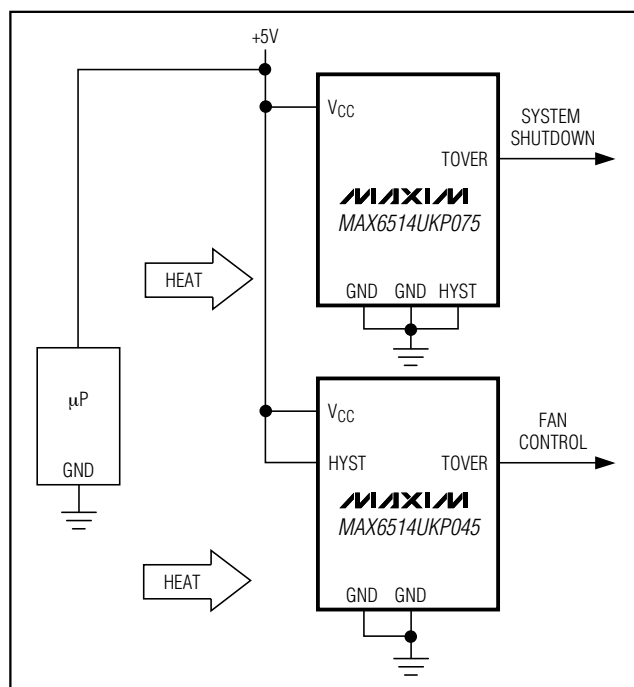 +5V
VCC
SYSTEM
SHUTDOWN
TOVER
MAXIM
MAX6514UKP075
HEAT
GND GND HYST
μP
GND
VCC
FAN
CONTROL
HYST
TOVER
MAXIM
MAX6514UKP045
HEAT
GND GND